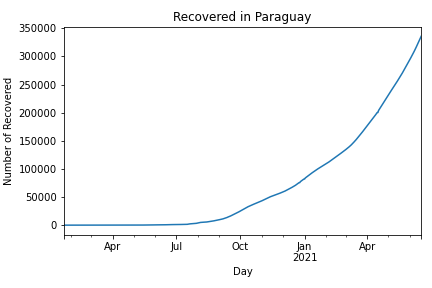 Recovered in Paraguay
350000
300000
250000
200000
150000
100000
50000
0
Number of Recovered
Apr
Jul
Oct
Jan
2021
Apr
Day